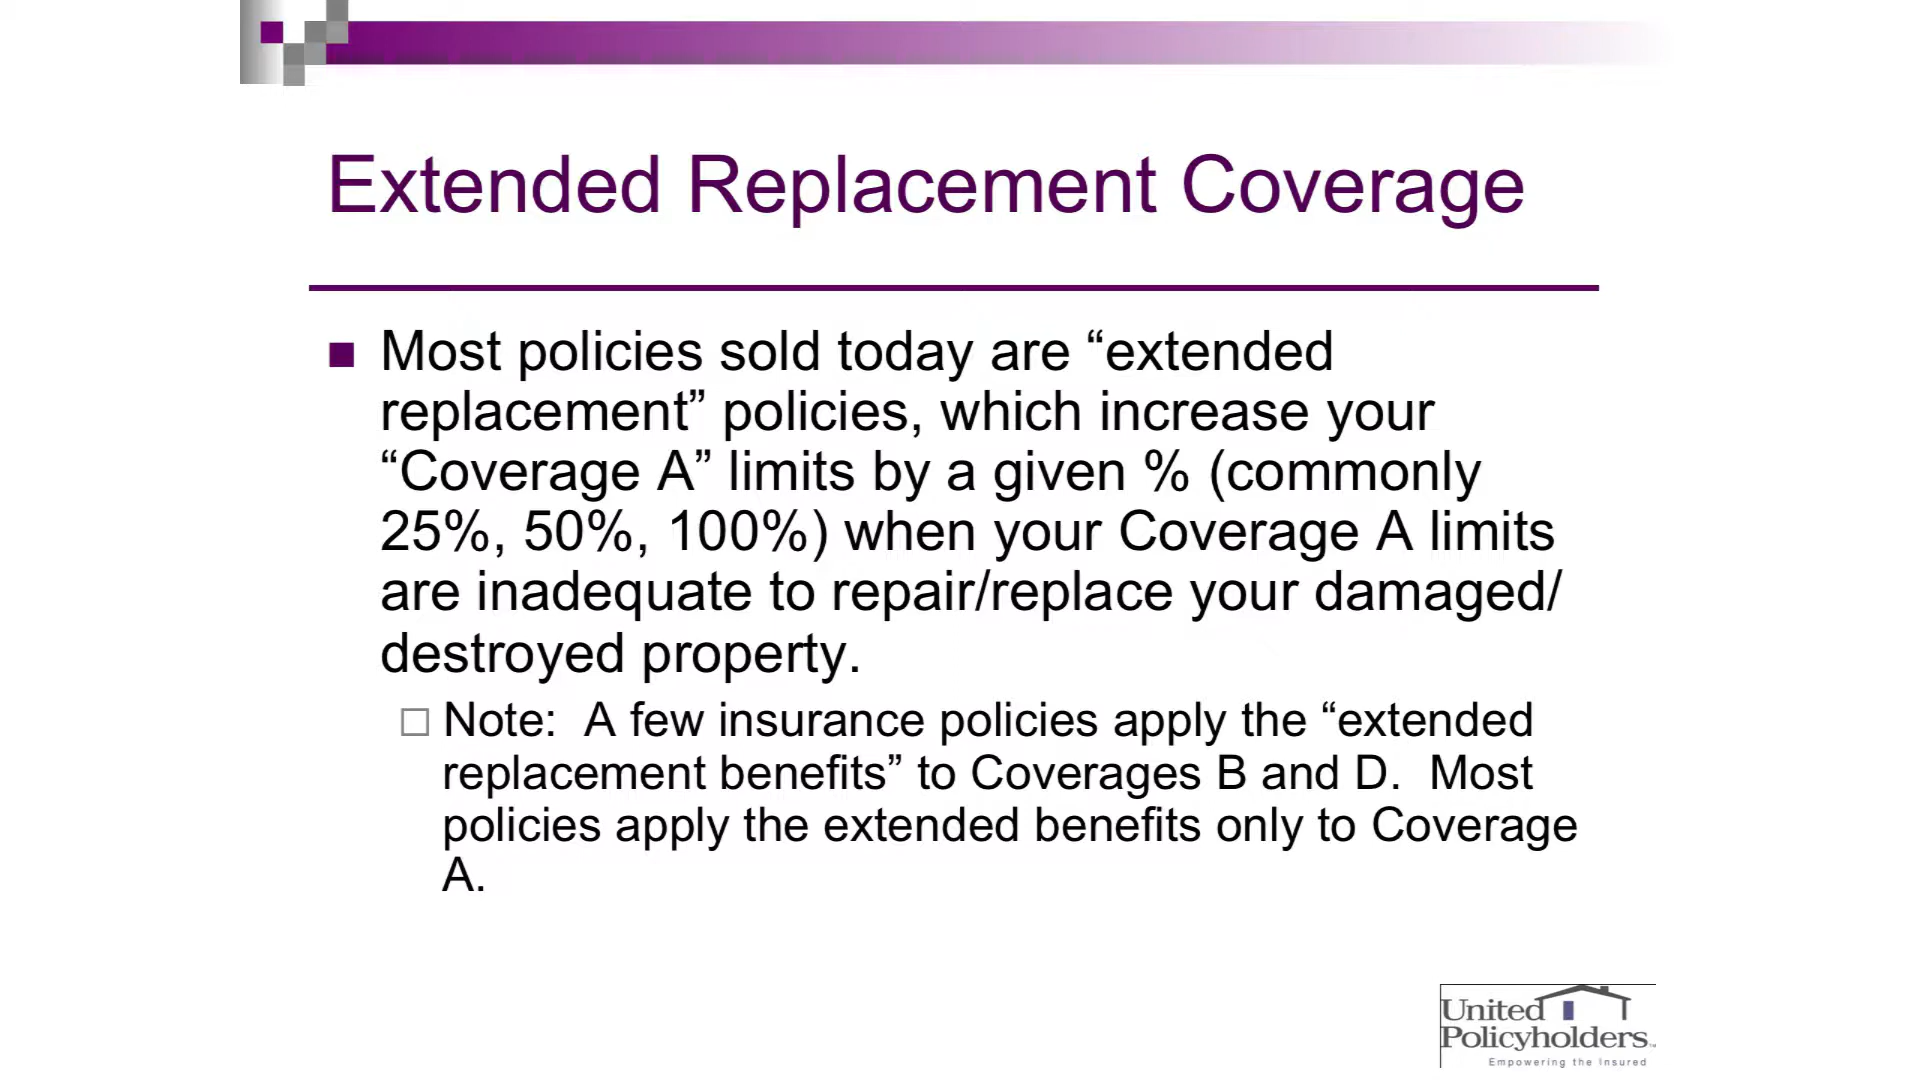 Extended Replacement Coverage
Most policies sold today are “extended
replacement” policies, which increase your
“Coverage A” limits by a given % (commonly
25%, 50%, 100%) when your Coverage A limits
are inadequate to repair/replace your damaged/
destroyed property.
Note:  A few insurance policies apply the “extended
replacement benefits” to Coverages B and D.  Most
policies apply the extended benefits only to Coverage
A.
United
Policyholders™
Empowering the Insured